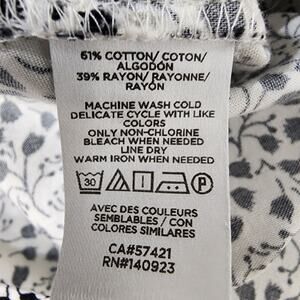 61% COTTON/ COTON/
ALGODÓN
39% RAYON/ RAYONNE/
RAYÓN
MACHINE WASH COLD
DELICATE CYCLE WITH LIKE
COLORS
ONLY NON-CHLORINE
BLEACH WHEN NEEDED
LINE DRY
WARM IRON WHEN NEEDED
30 P
AVEC DES COULEURS
SEMBLABLES / CON
COLORES SIMILARES
CA#57421
RN#140923